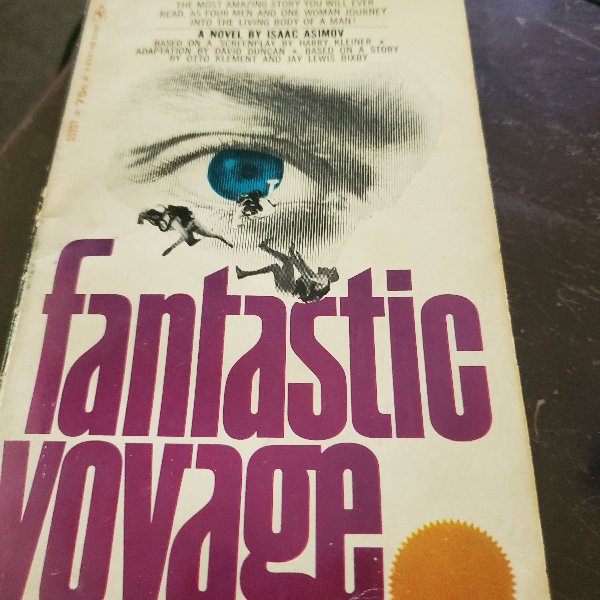 THE MOST AMAZING STORY YOU WILL EVER
READ, AS FOUR MEN AND ONE WOMAN JOURNEY
INTO THE LIVING BODY OF A MAN!
A NOVEL BY ISAAC ASIMOV
BASED ON A SCREENPLAY BY HARRY KLEINER •
ADAPTATION BY DAVID DUNCAN • BASED ON A STORY
BY OTTO KLEMENT AND JAY LEWIS BIXBY
75¢
fantastic
voyage